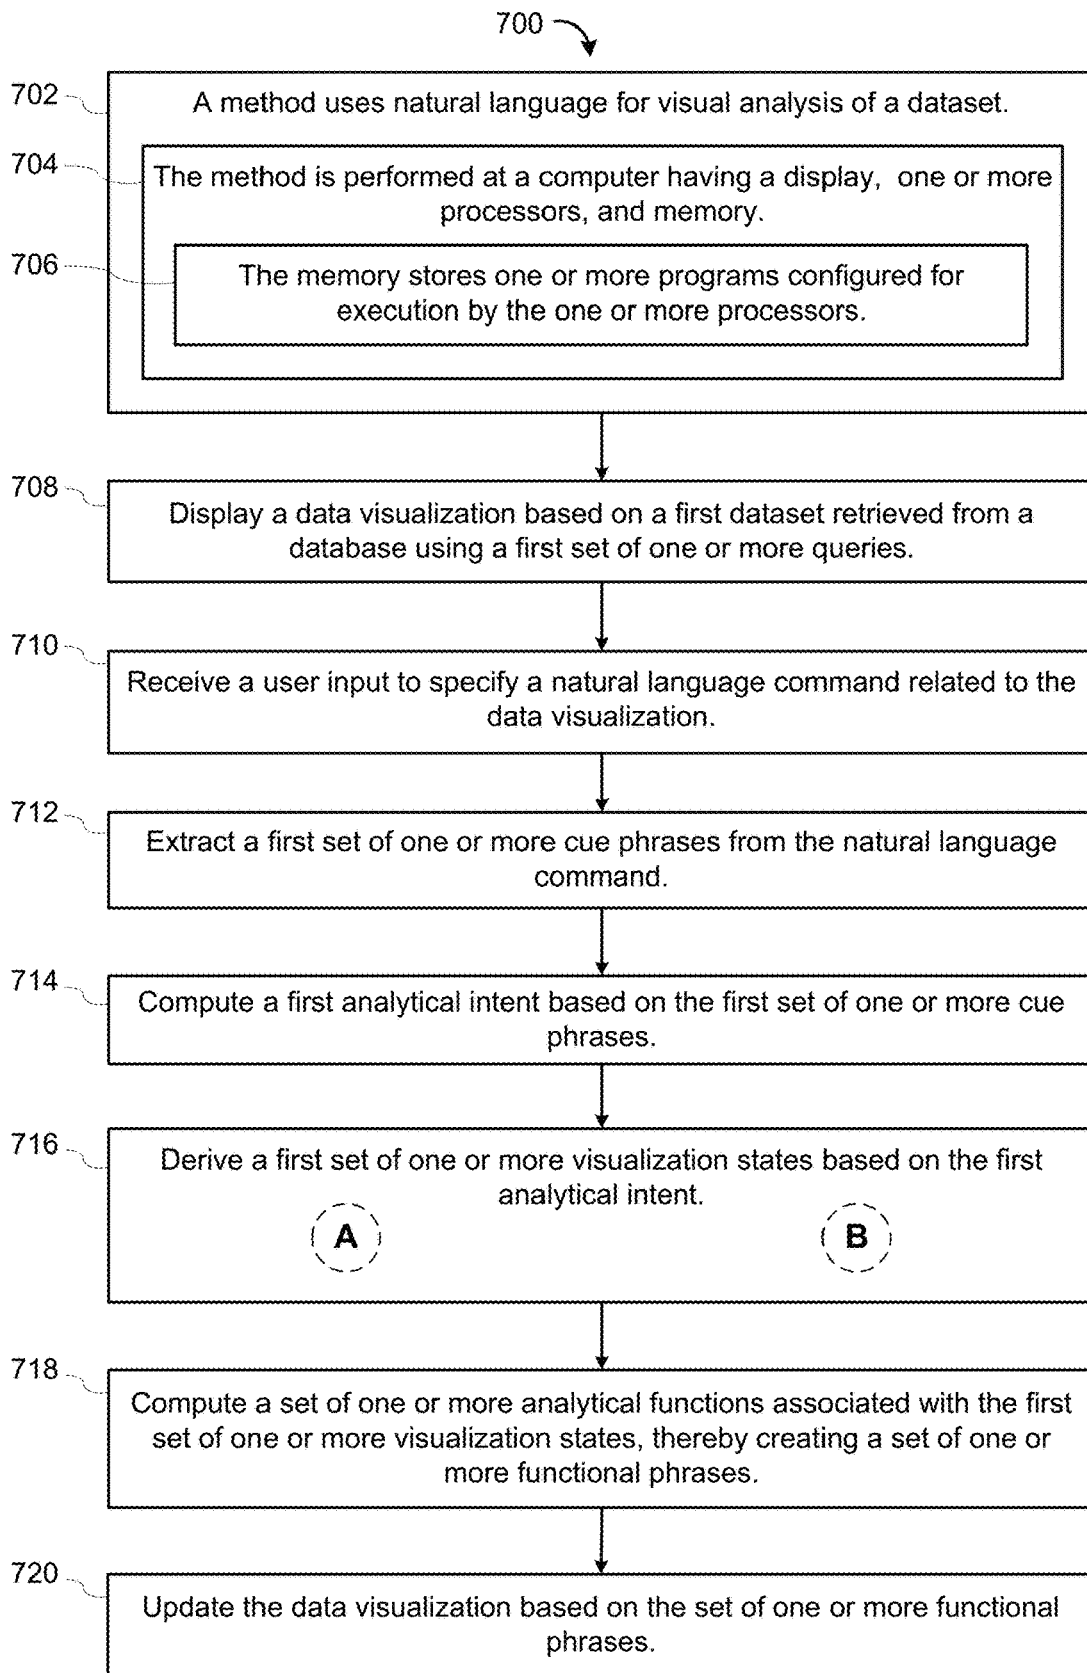 700
702
A method uses natural language for visual analysis of a dataset.
704
The method is performed at a computer having a display, one or more
processors, and memory.
706
The memory stores one or more programs configured for
execution by the one or more processors.
708
Display a data visualization based on a first dataset retrieved from a
database using a first set of one or more queries.
710
Receive a user input to specify a natural language command related to the
data visualization.
712
Extract a first set of one or more cue phrases from the natural language
command.
714
Compute a first analytical intent based on the first set of one or more cue
phrases.
716
Derive a first set of one or more visualization states based on the first
analytical intent.
A B
718
Compute a set of one or more analytical functions associated with the first
set of one or more visualization states, thereby creating a set of one or
more functional phrases.
720
Update the data visualization based on the set of one or more functional
phrases.